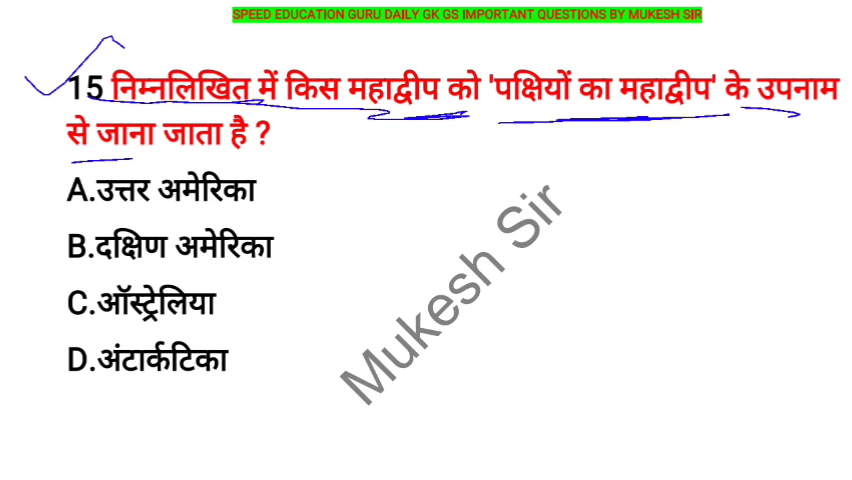 SPEED EDUCATION GURU DAILY GK GS IMPORTANT QUESTIONS BY MUKESH SIR
15 निम्नलिखित में किस महाद्वीप को 'पक्षियों का महाद्वीप' के उपनाम
से जाना जाता है ?
A.उत्तर अमेरिका
B.दक्षिण अमेरिका
C.ऑस्ट्रेलिया
D.अंटार्कटिका
Mukesh Sir